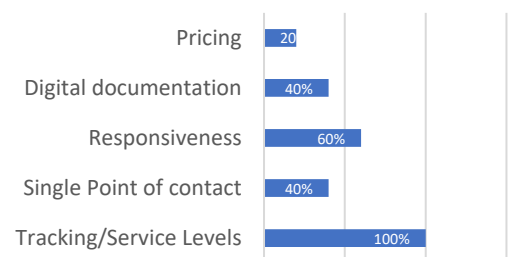 Pricing 20
Digital documentation 40%
Responsiveness 60%
Single Point of contact 40%
Tracking/Service Levels 100%